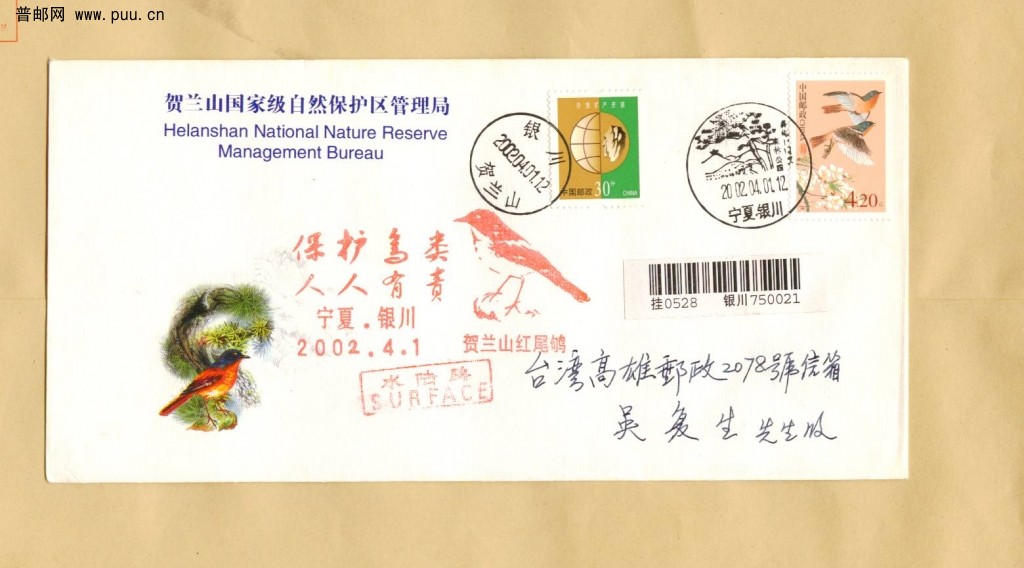 普邮网 www.puu.cn
贺兰山国家级自然保护区管理局
Helanshan National Nature Reserve
Management Bureau
银川
2002.04.01.12
贺兰山
中国邮政 30分 CHINA
森林公园
2002.04.01.12
宁夏.银川
中国邮政
4.20元
保护鸟类
人人有责
宁夏.银川
2002.4.1
贺兰山红尾鸲
水陆路
SURFACE
挂0528 银川750021
台湾高雄郵政2078號信箱
吴复生 先生收